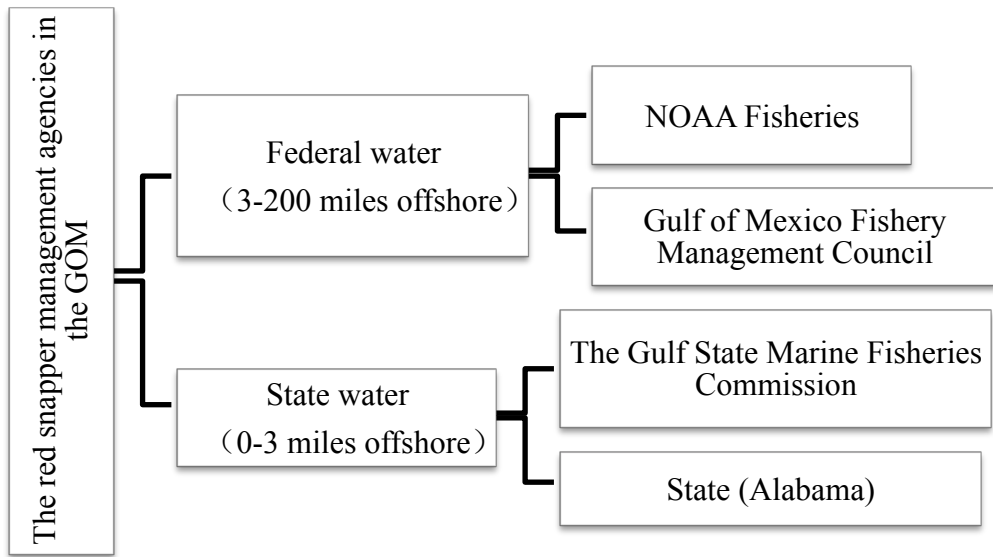 The red snapper management agencies in
the GOM
Federal water
（3-200 miles offshore）
NOAA Fisheries
Gulf of Mexico Fishery
Management Council
State water
（0-3 miles offshore）
The Gulf State Marine Fisheries
Commission
State (Alabama)